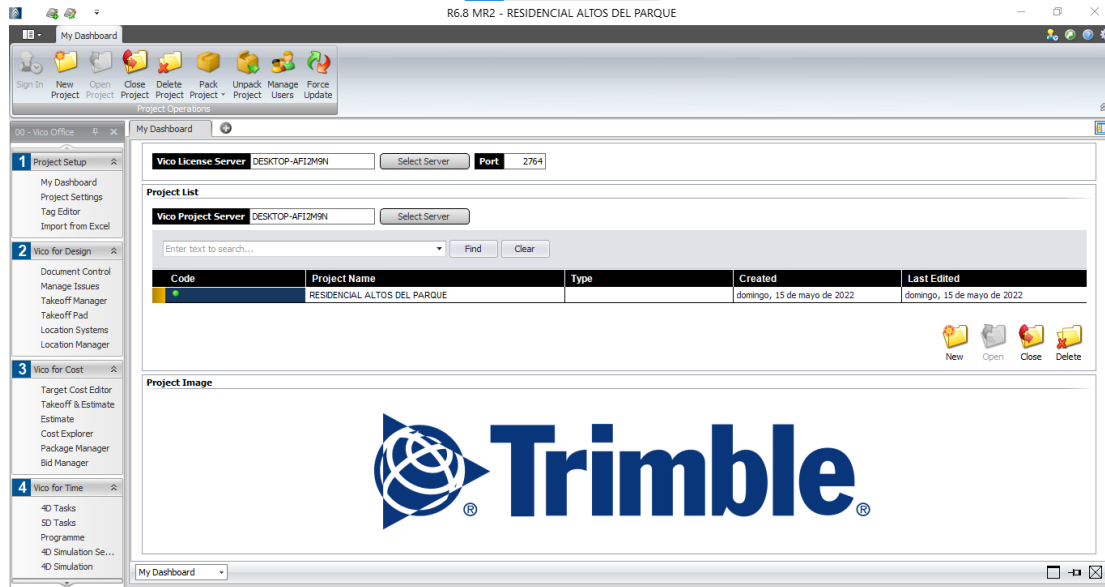 R6.8 MR2 - RESIDENCIAL ALTOS DEL PARQUE
My Dashboard
Sign In
New Project
Open Project
Close Project
Delete Project
Pack Project
Unpack Project
Manage Users
Force Update
Project Operations
00 - Vico Office
My Dashboard
1 Project Setup
My Dashboard
Project Settings
Tag Editor
Import from Excel
2 Vico for Design
Document Control
Manage Issues
Takeoff Manager
Takeoff Pad
Location Systems
Location Manager
3 Vico for Cost
Target Cost Editor
Takeoff & Estimate
Estimate
Cost Explorer
Package Manager
Bid Manager
4 Vico for Time
4D Tasks
5D Tasks
Programme
4D Simulation Se...
4D Simulation
Vico License Server DESKTOP-AFI2M9N Select Server Port 2764
Project List
Vico Project Server DESKTOP-AFI2M9N Select Server
Enter text to search... Find Clear
Code Project Name Type Created Last Edited
RESIDENCIAL ALTOS DEL PARQUE domingo, 15 de mayo de 2022 domingo, 15 de mayo de 2022
New Open Close Delete
Project Image
® Trimble®
My Dashboard